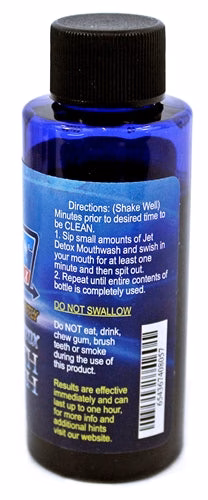 Directions: (Shake Well)
Minutes prior to desired time to
be CLEAN.
1. Sip small amounts of Jet
Detox Mouthwash and swish in
your mouth for at least one
minute and then spit out.
2. Repeat until entire contents of
bottle is completely used.
DO NOT SWALLOW
Do NOT eat, drink,
chew gum, brush
teeth or smoke
during the use of
this product.
Results are effective
immediately and can
last up to one hour,
for more info and
additional hints
visit our website.
654367408057